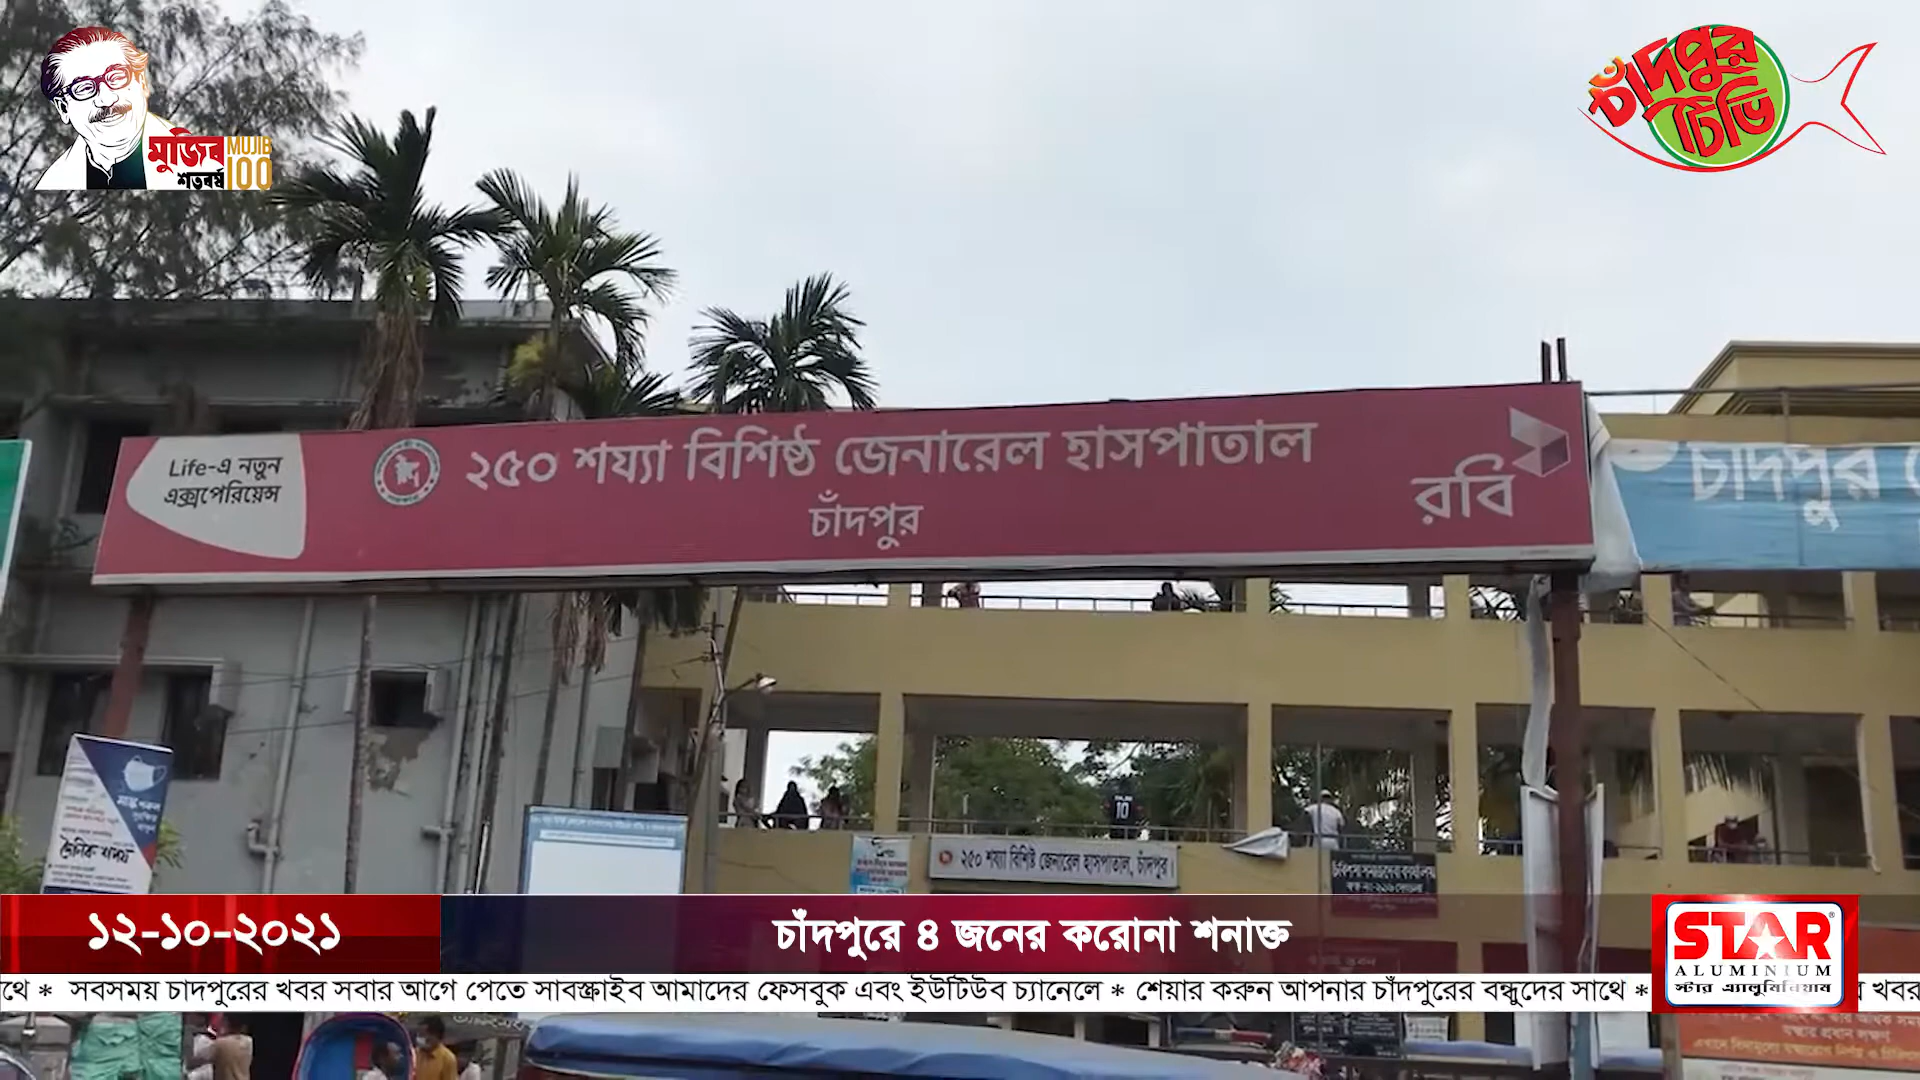 মুজিব
শতবর্ষ
MUJIB
100
চাঁদপুর
টিভি
Life-এ নতুন
এক্সপেরিয়েন্স
২৫০ শয্যা বিশিষ্ঠ জেনারেল হাসপাতাল
চাঁদপুর
রবি
চাঁদপুর
১০
২৫০ শয্যা বিশিষ্ট জেনারেল হাসপাতাল, চাঁদপুর।
১২-১০-২০২১
চাঁদপুরে ৪ জনের করোনা শনাক্ত
STAR
ALUMINIUM
স্টার এ্যালুমিনিয়াম
থে * সবসময় চাদপুরের খবর সবার আগে পেতে সাবস্ক্রাইব আমাদের ফেসবুক এবং ইউটিউব চ্যানেলে * শেয়ার করুন আপনার চাঁদপুরের বন্ধুদের সাথে * খবর